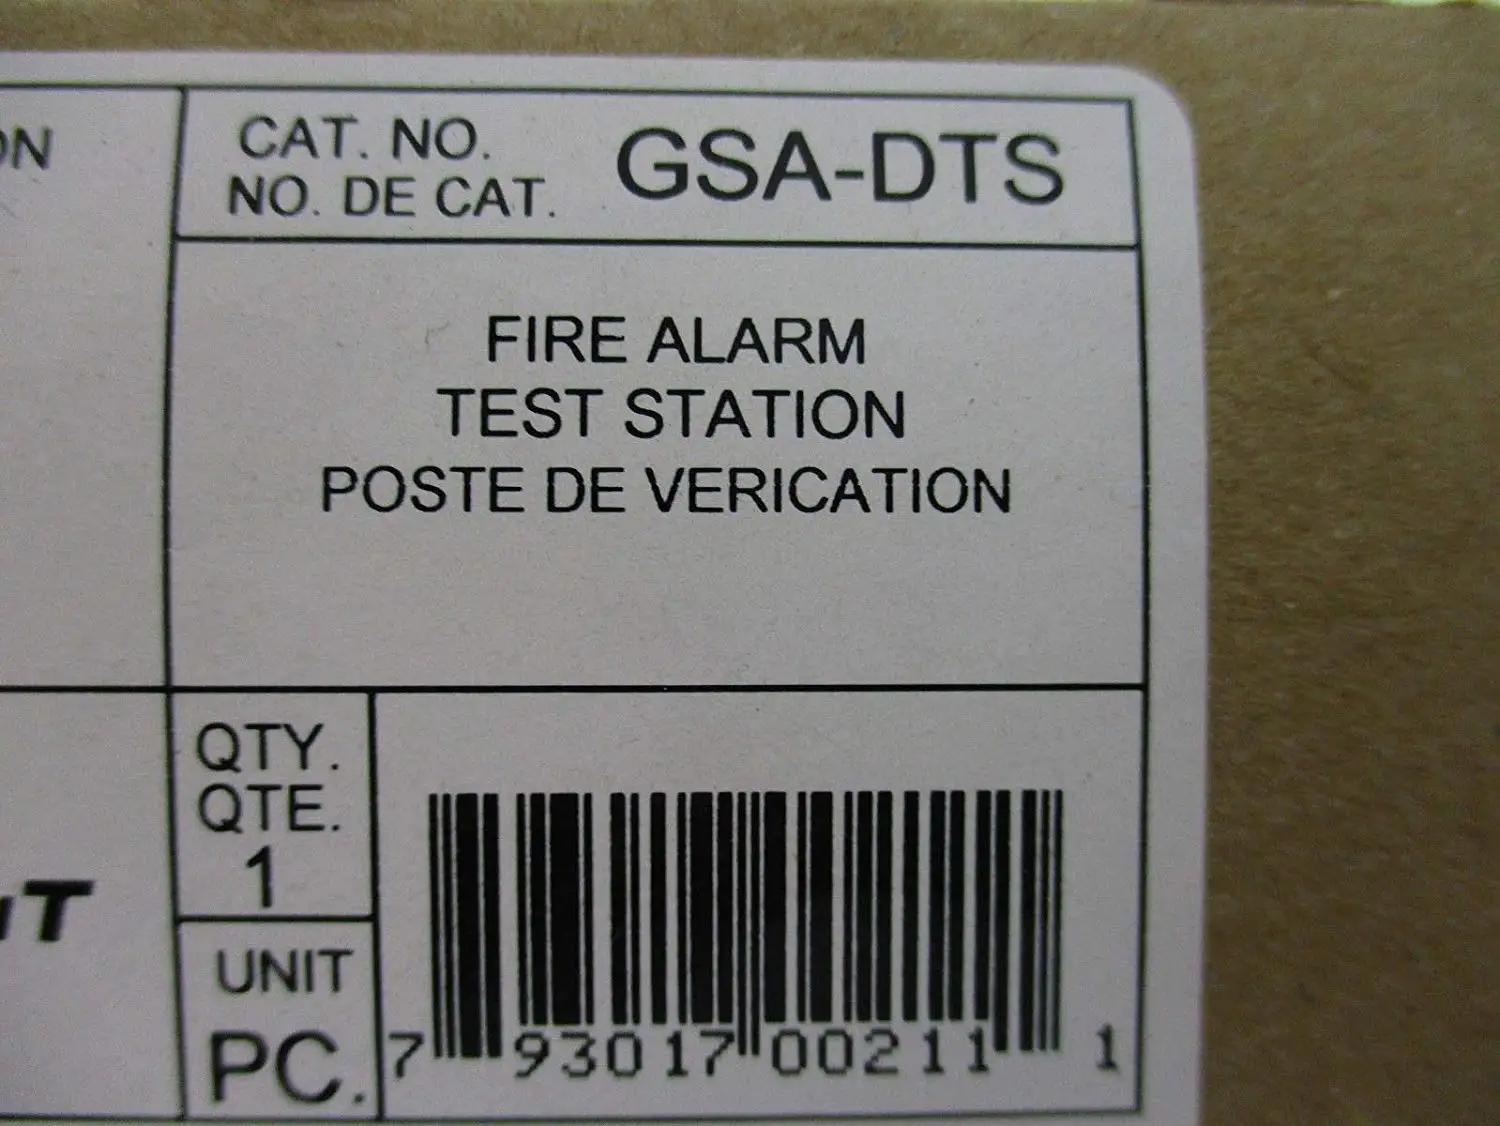 CAT. NO.
NO. DE CAT.
GSA-DTS
FIRE ALARM
TEST STATION
POSTE DE VERICATION
QTY.
QTE.
1
UNIT
PC.
7 93017 00211 1